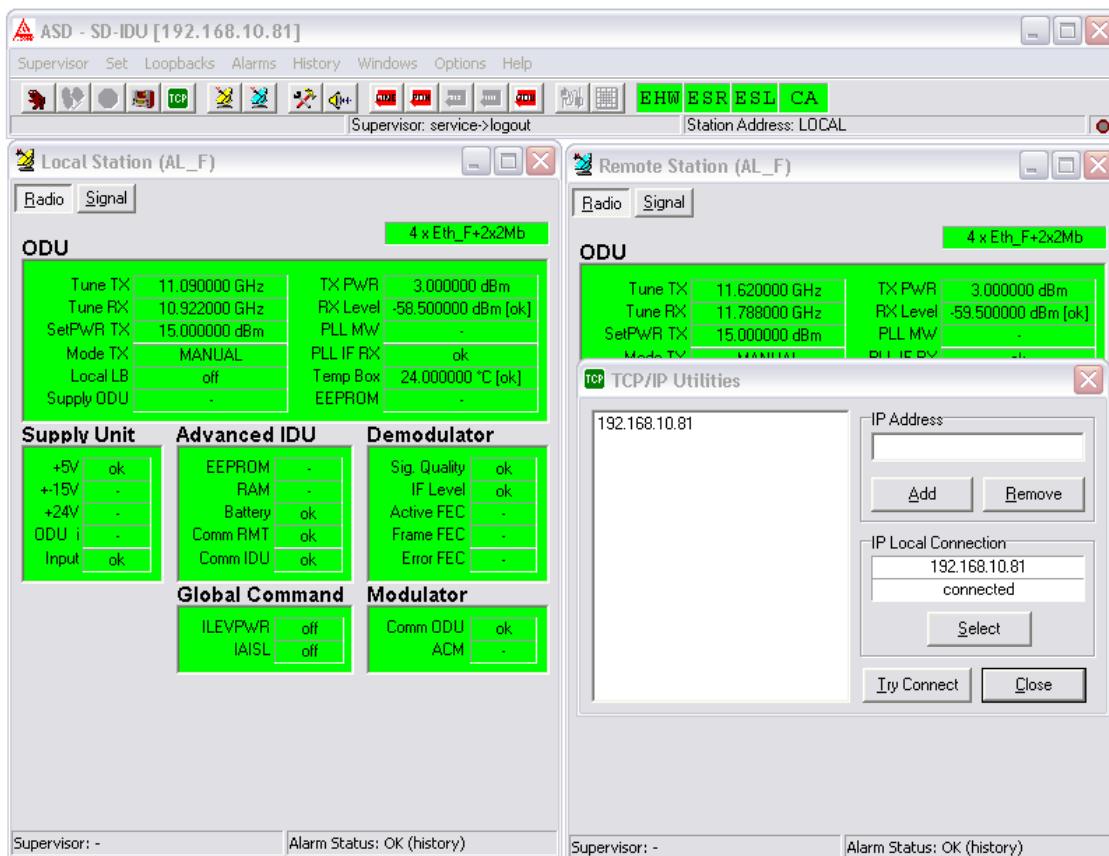 ASD - SD-IDU [192.168.10.81]
Supervisor Set Loopbacks Alarms History Windows Options Help
TCP EHW ESR ESL CA
Supervisor: service->logout Station Address: LOCAL
Local Station (AL_F)
Radio Signal
4 x Eth_F+2x2Mb
ODU
Tune TX 11.090000 GHz TX PWR 3.000000 dBm
Tune RX 10.922000 GHz RX Level -58.500000 dBm [ok]
SetPWR TX 15.000000 dBm PLL MW -
Mode TX MANUAL PLL IF RX ok
Local LB off Temp Box 24.000000 °C [ok]
Supply ODU - EEPROM -
Supply Unit Advanced IDU Demodulator
+5V ok EEPROM - Sig. Quality ok
+-15V - RAM - IF Level ok
+24V - Battery ok Active FEC -
ODU i - Comm RMT ok Frame FEC -
Input ok Comm IDU ok Error FEC -
Global Command Modulator
ILEVPWR off Comm ODU ok
IAISL off ACM -
Supervisor: - Alarm Status: OK (history)
Remote Station (AL_F)
Radio Signal
4 x Eth_F+2x2Mb
ODU
Tune TX 11.620000 GHz TX PWR 3.000000 dBm
Tune RX 11.788000 GHz RX Level -59.500000 dBm [ok]
SetPWR TX 15.000000 dBm PLL MW -
Mode TX MANUAL PLL IF RX ok
TCP TCP/IP Utilities
192.168.10.81
IP Address
Add Remove
IP Local Connection
192.168.10.81
connected
Select
Try Connect Close
Supervisor: - Alarm Status: OK (history)